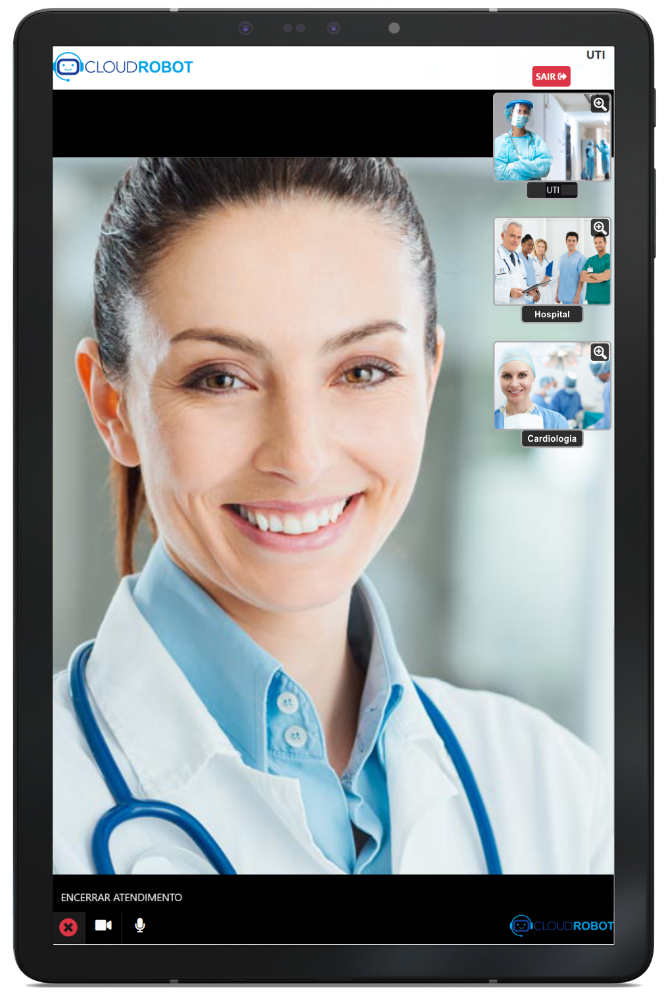 CLOUDROBOT
UTI
SAIR
UTI
Hospital
Cardiologia
ENCERRAR ATENDIMENTO
CLOUDROBOT